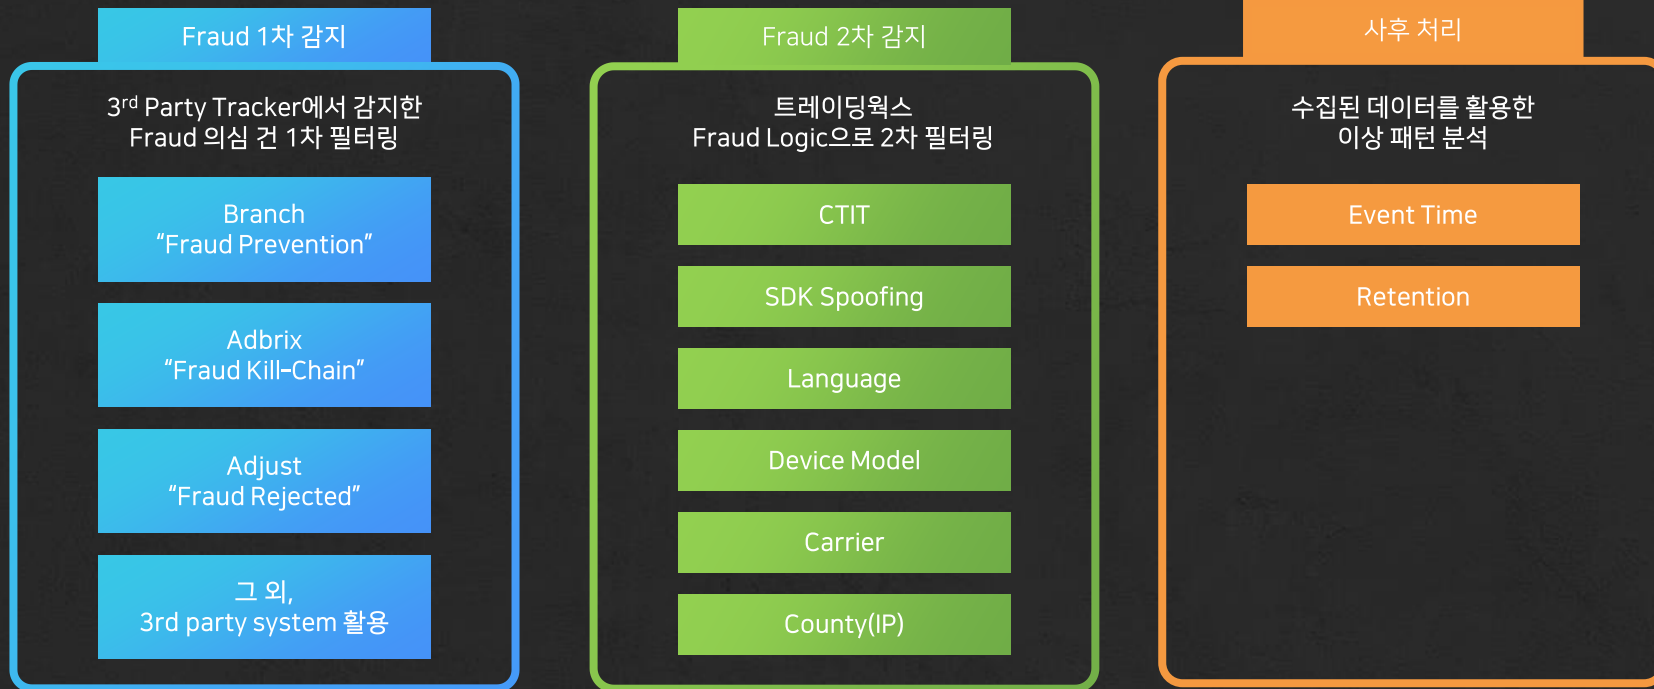 Fraud 1차 감지
3rd Party Tracker에서 감지한
Fraud 의심 건 1차 필터링
Branch
“Fraud Prevention”
Adbrix
“Fraud Kill-Chain”
Adjust
“Fraud Rejected”
그 외,
3rd party system 활용
Fraud 2차 감지
트레이딩웍스
Fraud Logic으로 2차 필터링
CTIT
SDK Spoofing
Language
Device Model
Carrier
County(IP)
사후 처리
수집된 데이터를 활용한
이상 패턴 분석
Event Time
Retention